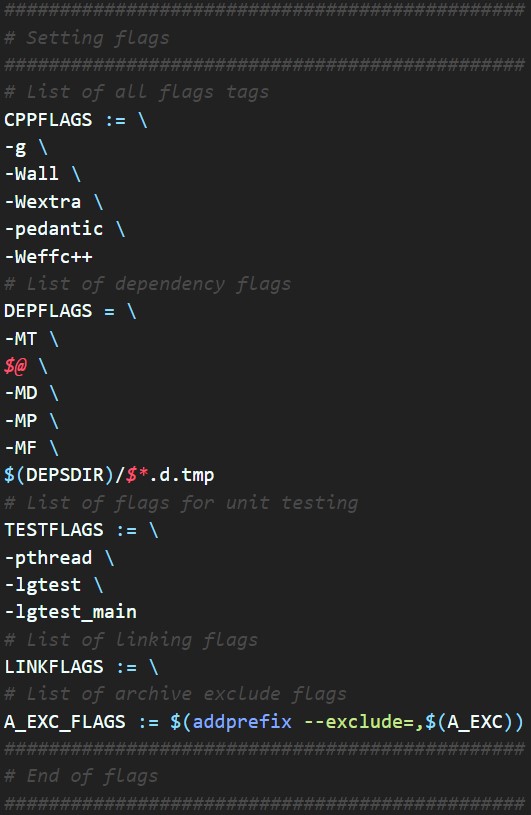 ###############################################
# Setting flags
###############################################
# List of all flags tags
CPPFLAGS := \
-g \
-Wall \
-Wextra \
-pedantic \
-Weffc++
# List of dependency flags
DEPFLAGS = \
-MT \
$@ \
-MD \
-MP \
-MF \
$(DEPSDIR)/$*.d.tmp
# List of flags for unit testing
TESTFLAGS := \
-pthread \
-lgtest \
-lgtest_main
# List of linking flags
LINKFLAGS := \
# List of archive exclude flags
A_EXC_FLAGS := $(addprefix --exclude=,$(A_EXC))
###############################################
# End of flags
###############################################